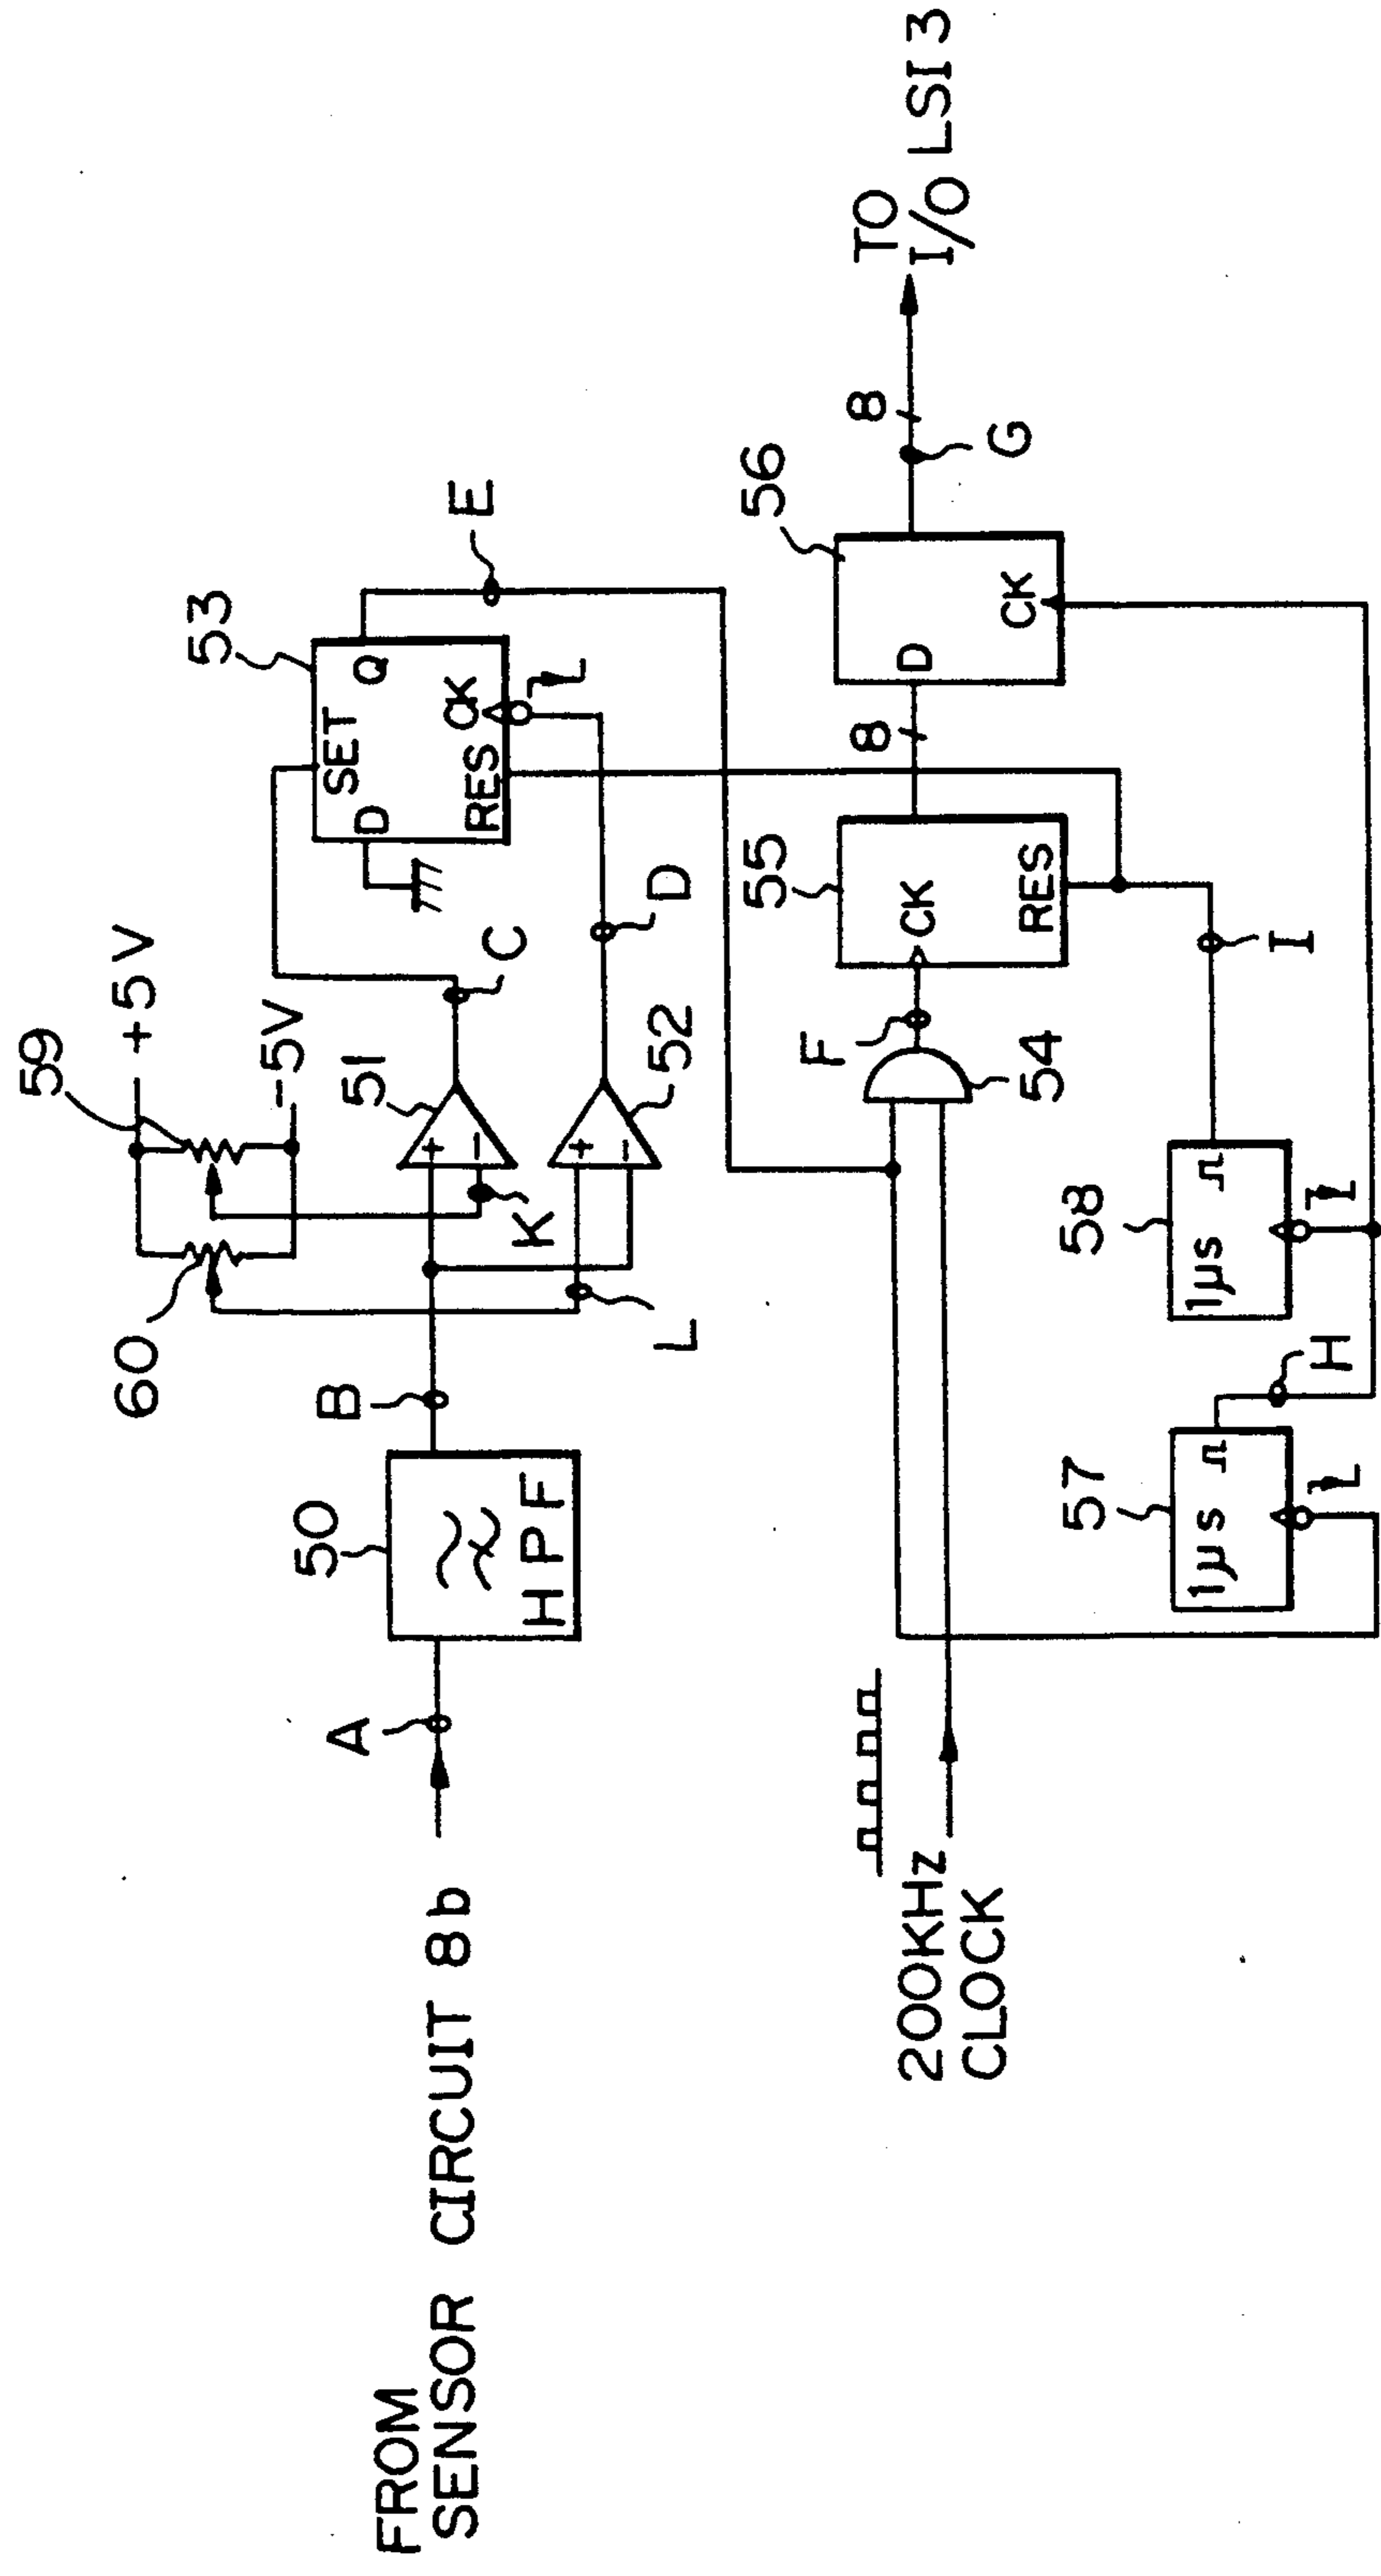 59
+5V
60
-5V
53
SET
D
Q
RES
CK
E
51
+
-
C
K
50
HPF
B
A
FROM
SENSOR CIRCUIT 8b
52
+
-
D
L
56
D
CK
8
8
G
TO
I/O LSI 3
55
CK
RES
F
54
I
200KHz
CLOCK
57
1μs
H
58
1μs